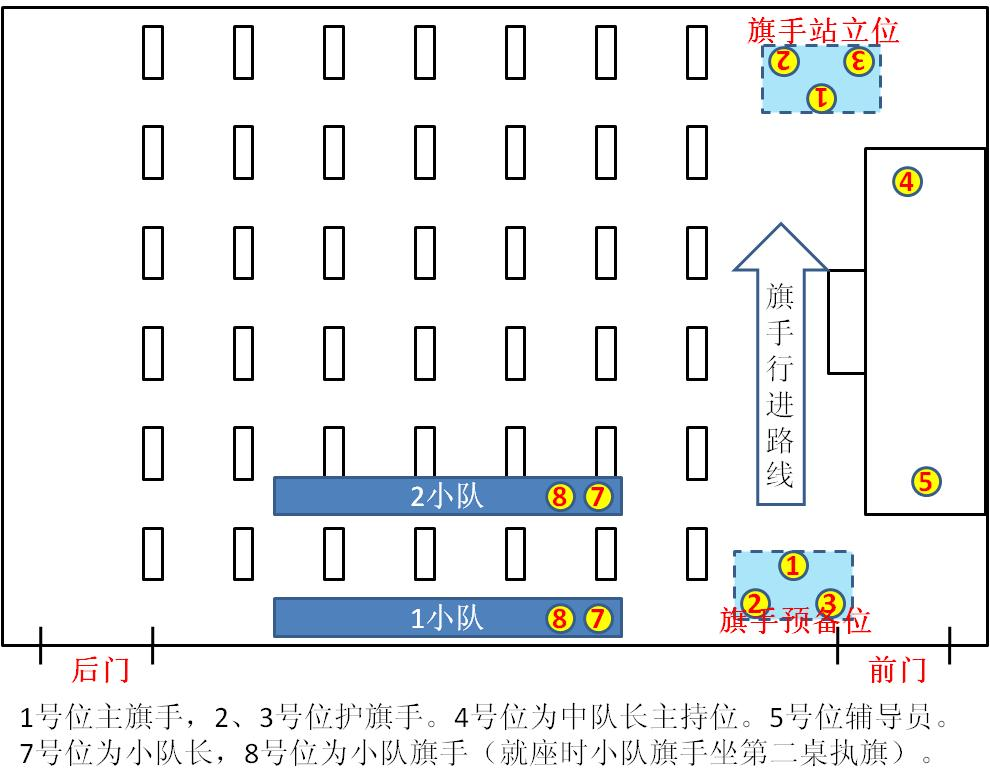 旗手站立位
2 3
1
4
旗手行进路线
5
2小队 8 7
1
2 3
旗手预备位
1小队 8 7
后门
前门
1号位主旗手，2、3号位护旗手。4号位为中队长主持位。5号位辅导员。
7号位为小队长，8号位为小队旗手（就座时小队旗手坐第二桌执旗）。